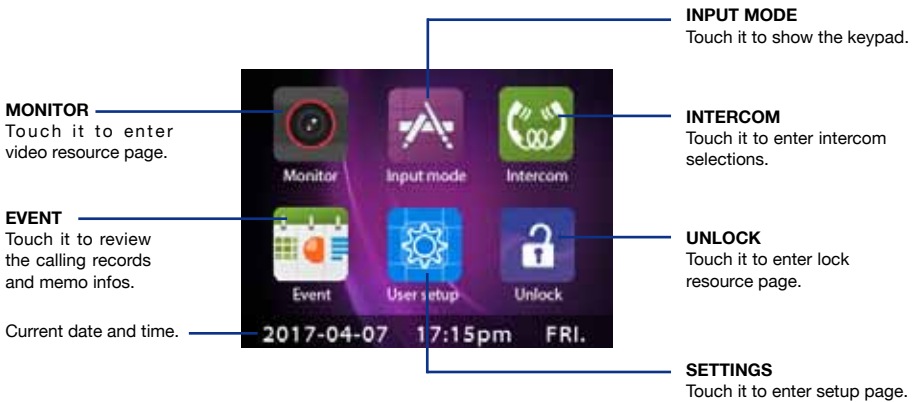 INPUT MODE
Touch it to show the keypad.
MONITOR
Touch it to enter
video resource page.
INTERCOM
Touch it to enter intercom
selections.
Monitor
Input mode
Intercom
EVENT
Touch it to review
the calling records
and memo infos.
UNLOCK
Touch it to enter lock
resource page.
Event
User setup
Unlock
Current date and time.
2017-04-07 17:15pm FRI.
SETTINGS
Touch it to enter setup page.